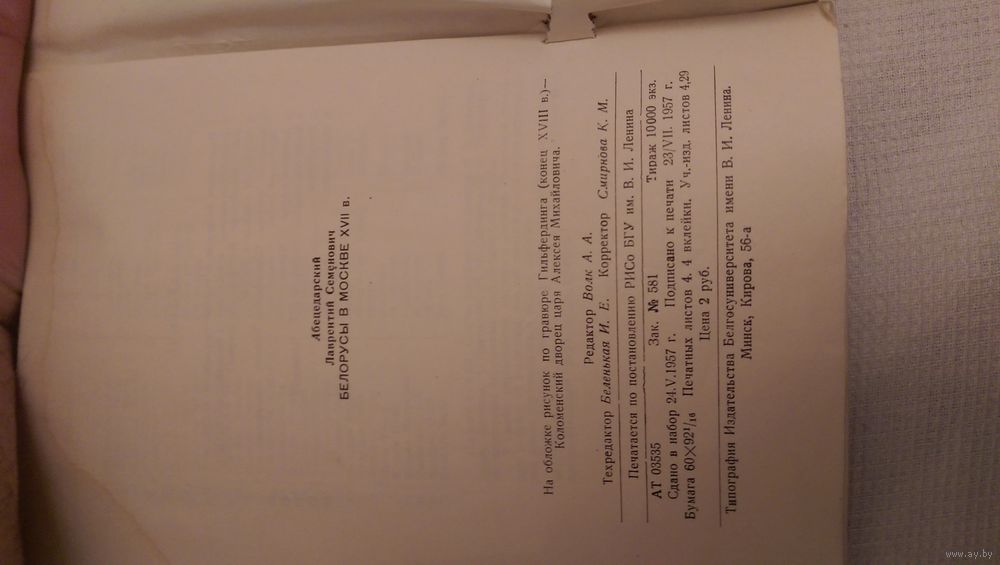 Абецедарский
Лаврентий Семенович
БЕЛОРУСЫ В МОСКВЕ XVII в.
На обложке рисунок по гравюре Гильфердинга (конец XVIII в.)—
Коломенский дворец царя Алексея Михайловича.
Редактор Волк А. А.
Техредактор Беленькая И. Е. Корректор Смирнова К. М.
Печатается по постановлению РИСо БГУ им. В. И. Ленина
АТ 03535 Зак. № 581 Тираж 10000 экз.
Сдано в набор 24.V.1957 г. Подписано к печати 23/VII. 1957 г.
Бумага 60×92¹/₁₆ Печатных листов 4. 4 вклейки. Уч.-изд. листов 4,29
Цена 2 руб.
Типография Издательства Белгосуниверситета имени В. И. Ленина.
Минск, Кирова, 56-а
www.ay.by